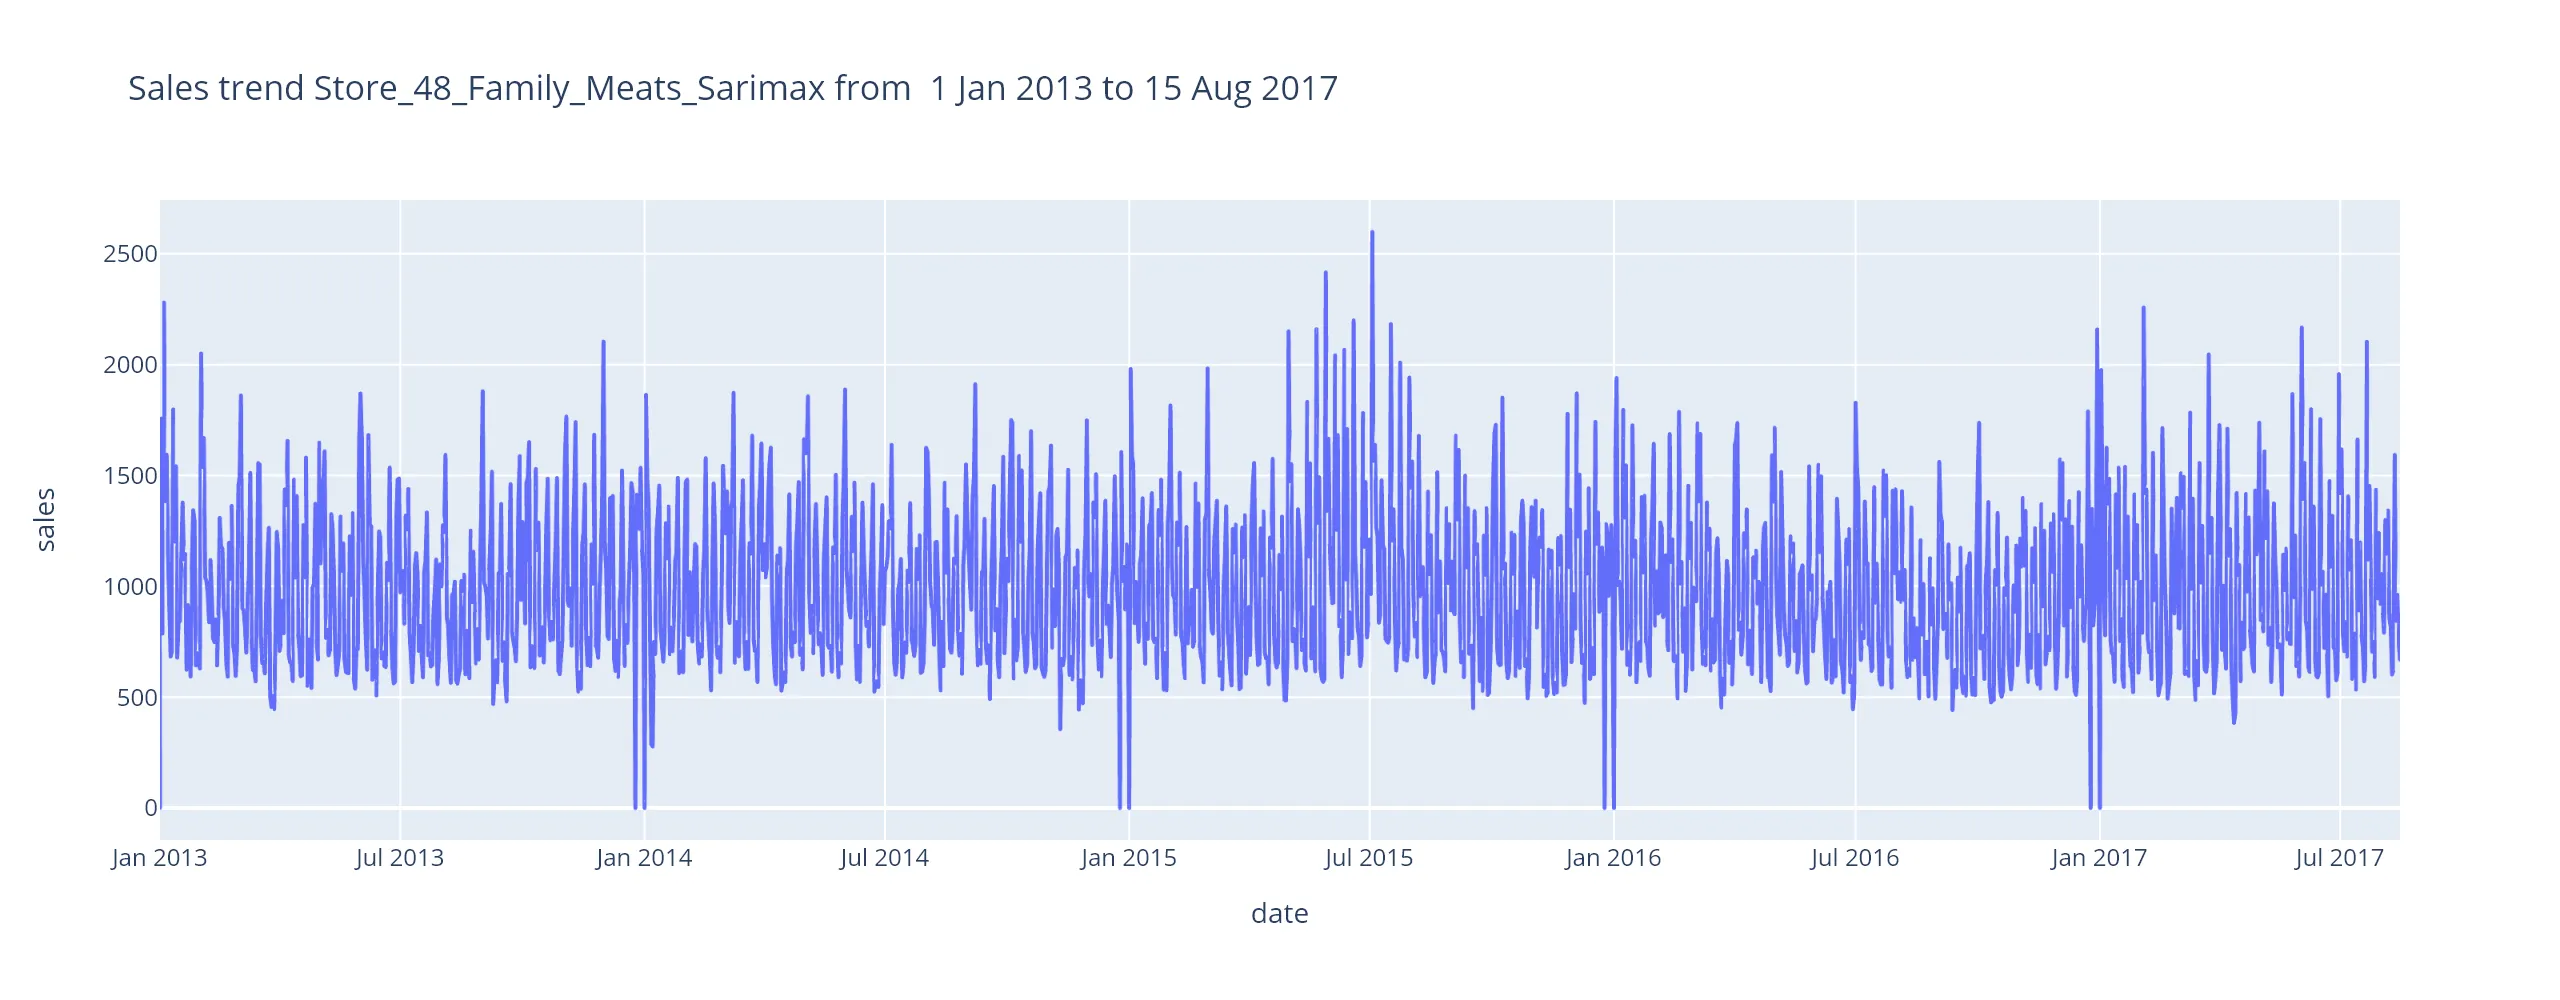 Sales trend Store_48_Family_Meats_Sarimax from  1 Jan 2013 to 15 Aug 2017
2500
2000
1500
1000
500
0
sales
Jan 2013 Jul 2013 Jan 2014 Jul 2014 Jan 2015 Jul 2015 Jan 2016 Jul 2016 Jan 2017 Jul 2017
date